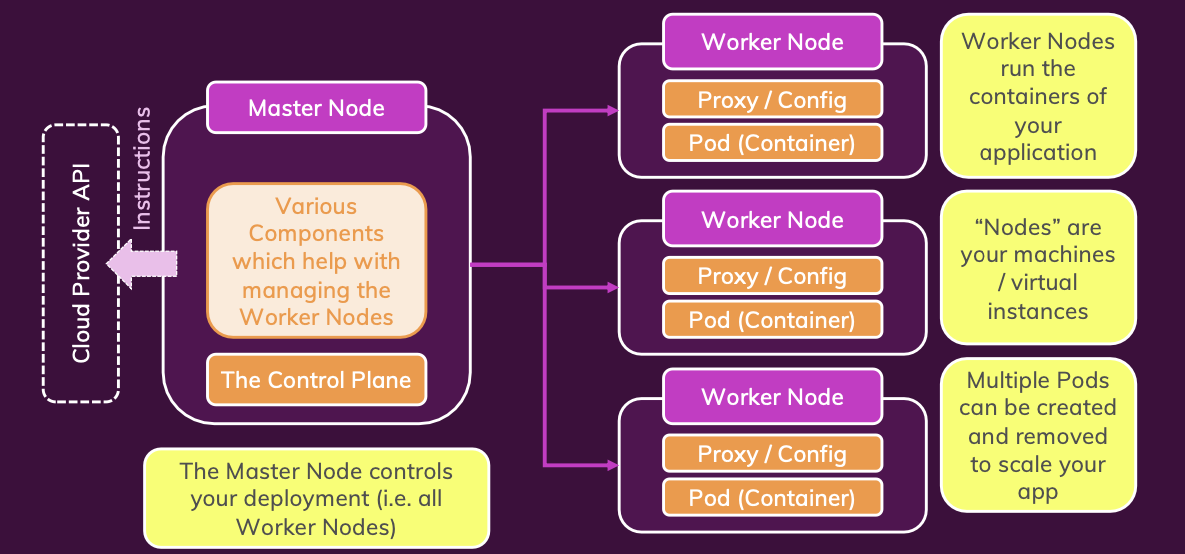 Cloud Provider API
Instructions
Master Node
Various
Components
which help with
managing the
Worker Nodes
The Control Plane
The Master Node controls
your deployment (i.e. all
Worker Nodes)
Worker Node
Proxy / Config
Pod (Container)
Worker Node
Proxy / Config
Pod (Container)
Worker Node
Proxy / Config
Pod (Container)
Worker Nodes
run the
containers of
your
application
“Nodes” are
your machines
/ virtual
instances
Multiple Pods
can be created
and removed
to scale your
app